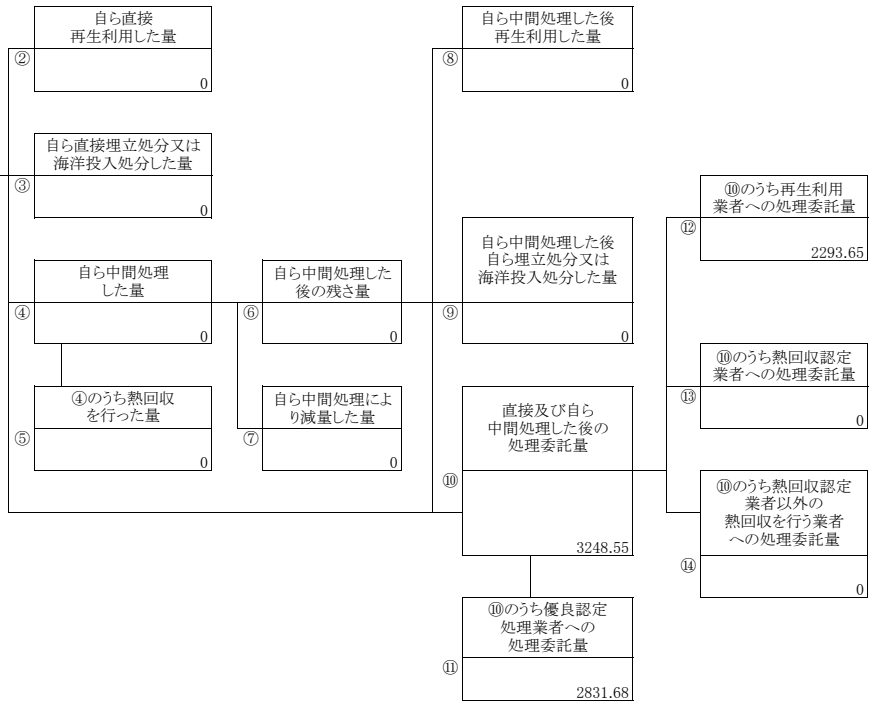 自ら直接
再生利用した量
②
0
自ら直接埋立処分又は
海洋投入処分した量
③
0
自ら中間処理
した量
④
0
④のうち熱回収
を行った量
⑤
0
自ら中間処理した
後の残さ量
⑥
0
自ら中間処理によ
り減量した量
⑦
0
自ら中間処理した後
再生利用した量
⑧
0
自ら中間処理した後
自ら埋立処分又は
海洋投入処分した量
⑨
0
直接及び自ら
中間処理した後の
処理委託量
⑩
3248.55
⑩のうち優良認定
処理業者への
処理委託量
⑪
2831.68
⑩のうち再生利用
業者への処理委託量
⑫
2293.65
⑩のうち熱回収認定
業者への処理委託量
⑬
0
⑩のうち熱回収認定
業者以外の
熱回収を行う業者
への処理委託量
⑭
0